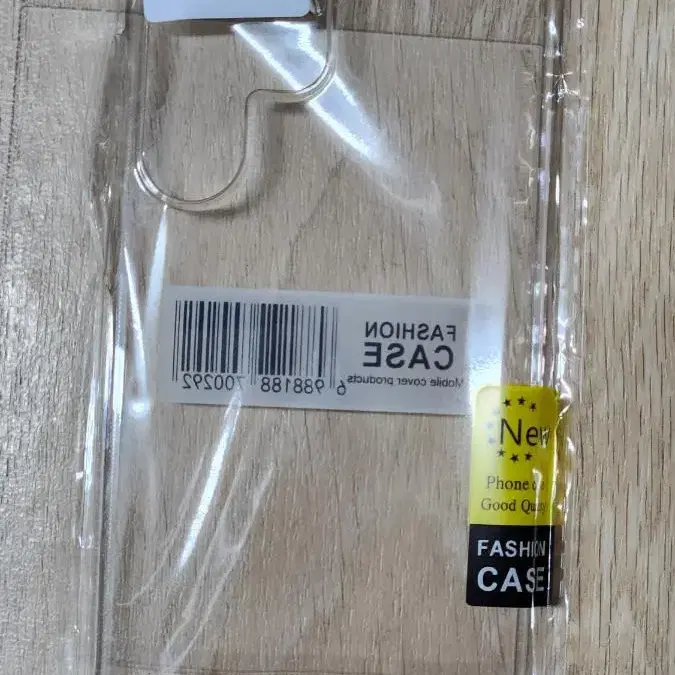 FASHION
CASE
Mobile cover products
6 988188 700292
New
Phone
Good
FASHION
CASE